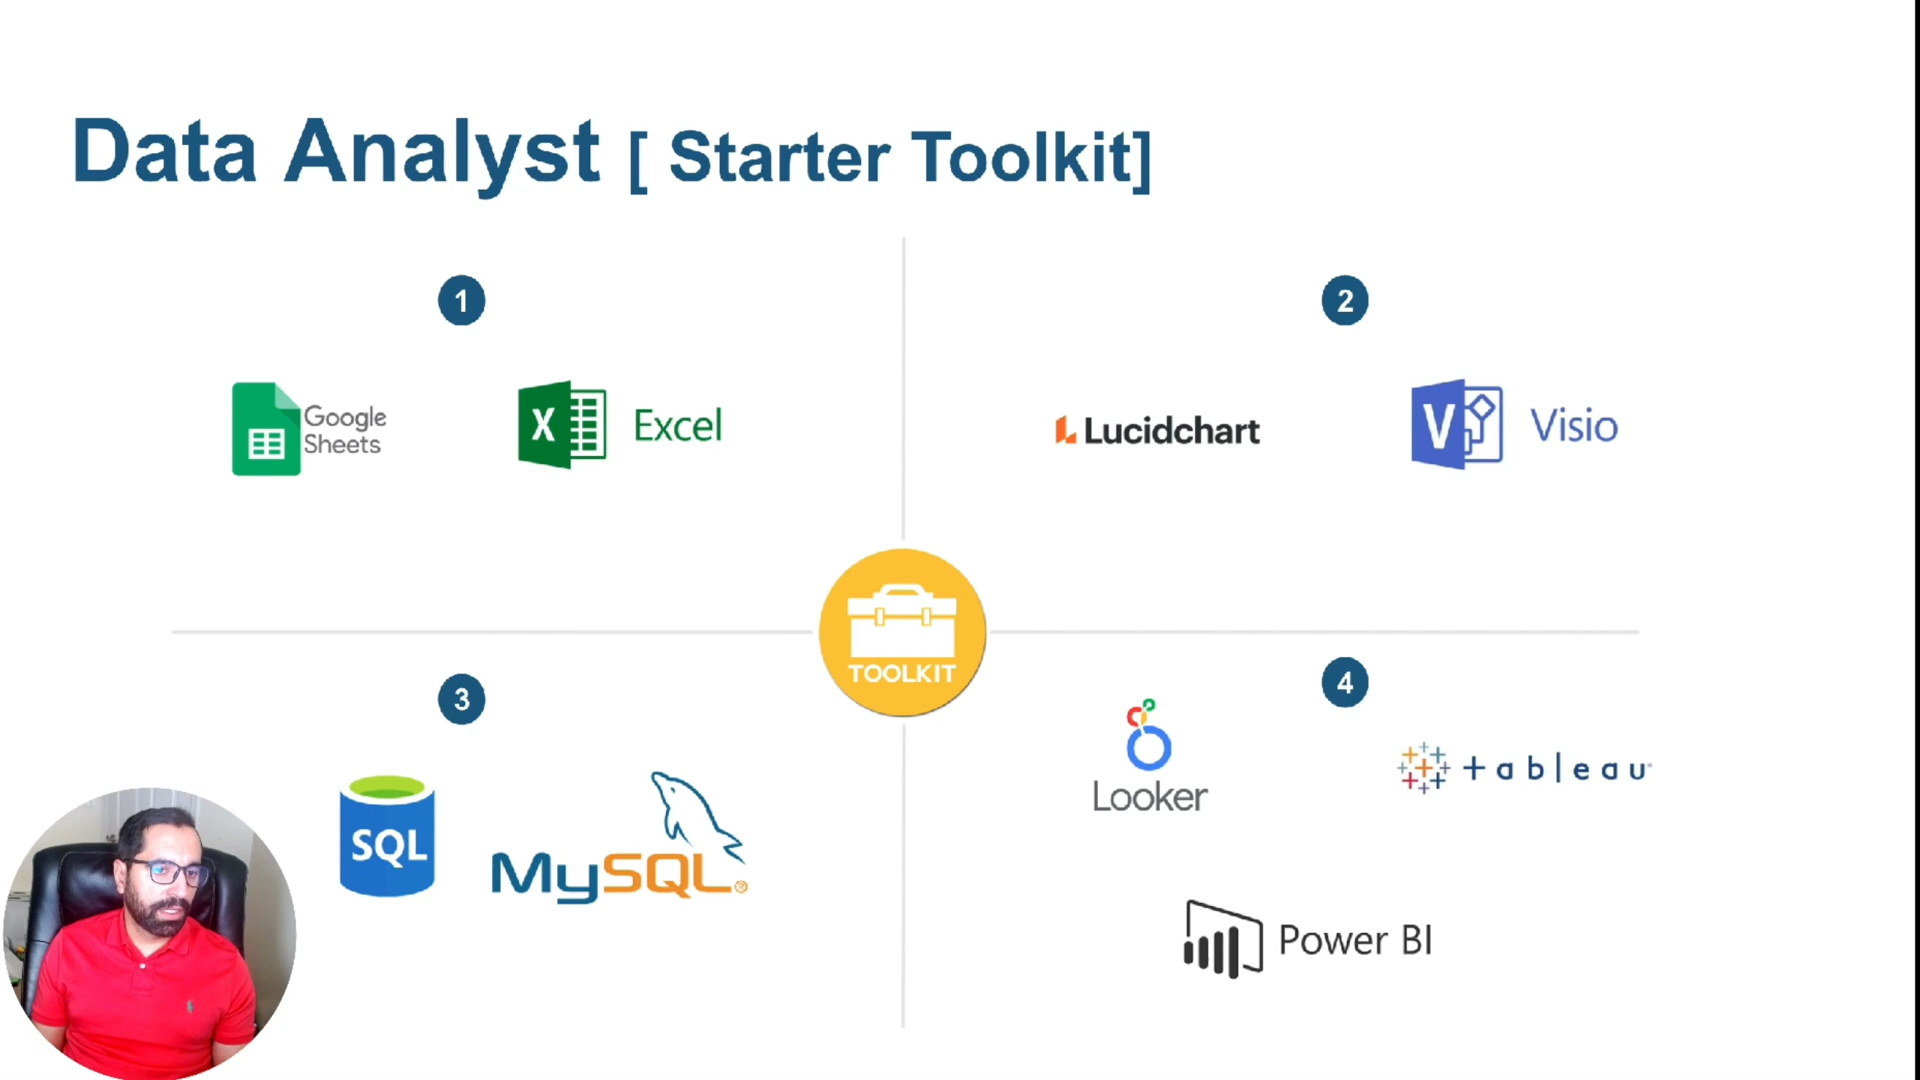 Data Analyst [ Starter Toolkit]
1
Google
Sheets
X
Excel
2
Lucidchart
V
Visio
TOOLKIT
3
SQL
MySQL®
4
Looker
+ableau
Power BI